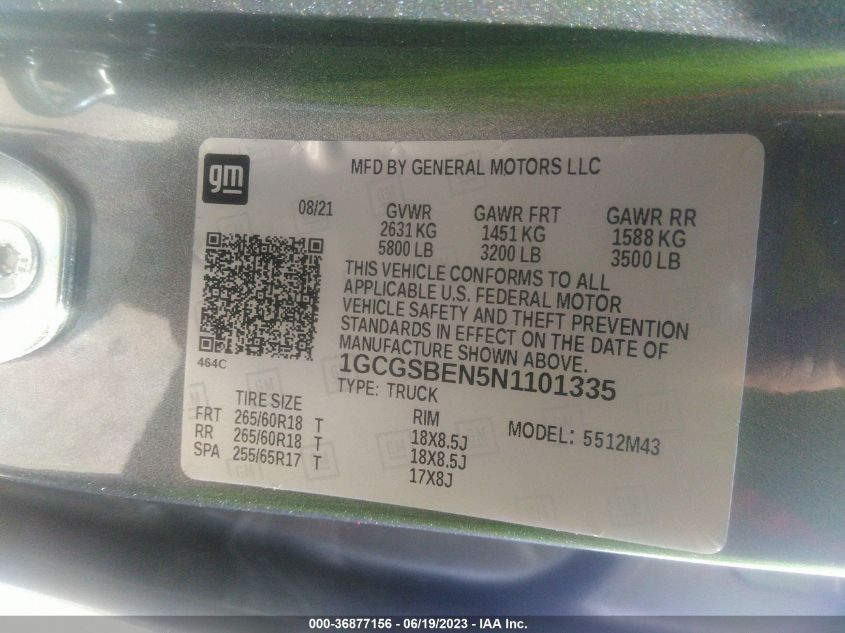 gm
MFD BY GENERAL MOTORS LLC
08/21 GVWR GAWR FRT GAWR RR
2631 KG 1451 KG 1588 KG
5800 LB 3200 LB 3500 LB
THIS VEHICLE CONFORMS TO ALL
APPLICABLE U.S. FEDERAL MOTOR
VEHICLE SAFETY AND THEFT PREVENTION
STANDARDS IN EFFECT ON THE DATE OF
MANUFACTURE SHOWN ABOVE.
464C
1GCGSBEN5N1101335
TYPE: TRUCK
TIRE SIZE RIM MODEL: 5512M43
FRT 265/60R18 T 18X8.5J
RR 265/60R18 T 18X8.5J
SPA 255/65R17 T 17X8J
000-36877156 - 06/19/2023 - IAA Inc.